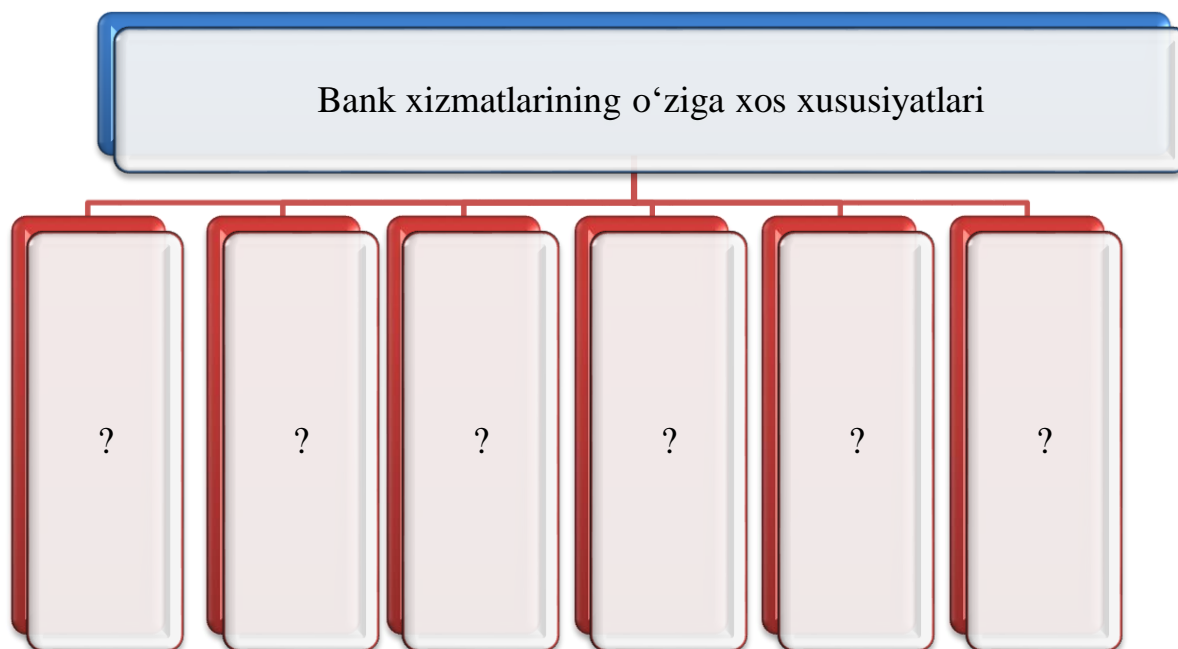 Bank xizmatlarining o‘ziga xos xususiyatlari
? ? ? ? ? ?